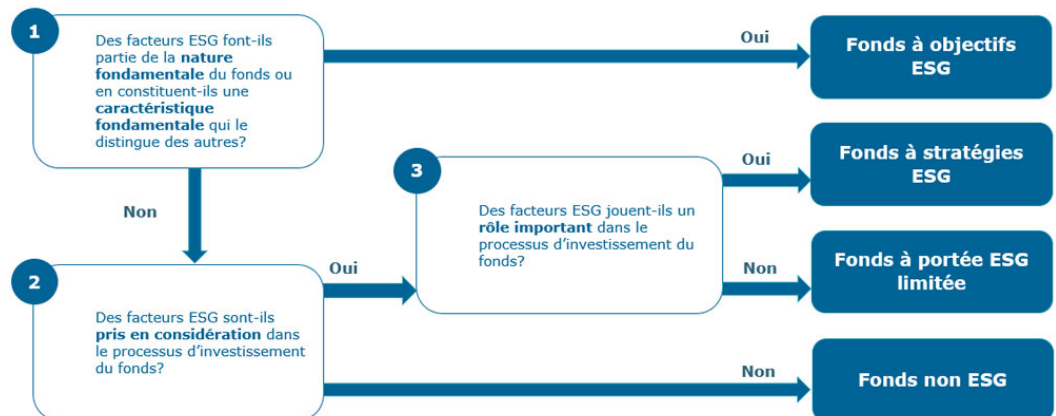 1
Des facteurs ESG font-ils
partie de la nature
fondamentale du fonds ou
en constituent-ils une
caractéristique
fondamentale qui le
distingue des autres?
Oui
Fonds à objectifs
ESG
Non
3
Des facteurs ESG jouent-ils un
rôle important dans le
processus d'investissement du
fonds?
Oui
Fonds à stratégies
ESG
Non
Fonds à portée ESG
limitée
2
Des facteurs ESG sont-ils
pris en considération dans
le processus d'investissement
du fonds?
Oui
Non
Fonds non ESG